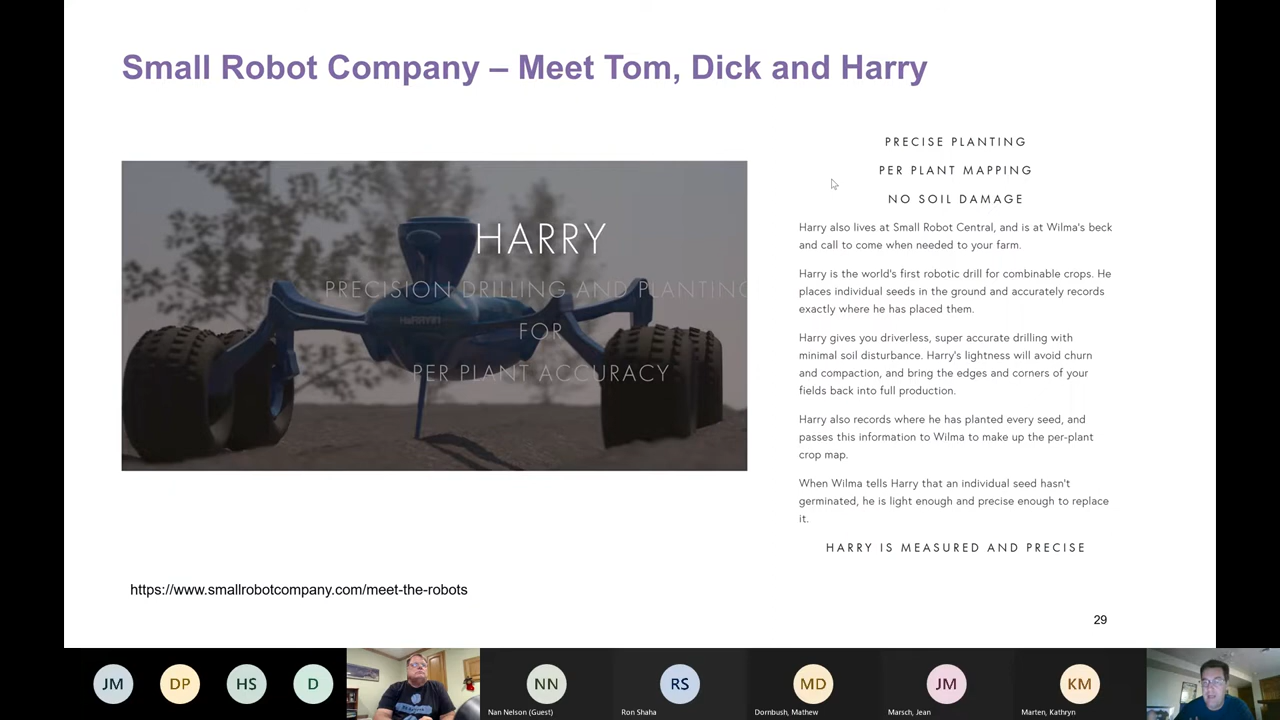 Small Robot Company – Meet Tom, Dick and Harry
HARRY
PRECISION DRILLING AND PLANTING
FOR
PER PLANT ACCURACY
PRECISE PLANTING
PER PLANT MAPPING
NO SOIL DAMAGE
Harry also lives at Small Robot Central, and is at Wilma's beck
and call to come when needed to your farm.
Harry is the world's first robotic drill for combinable crops. He
places individual seeds in the ground and accurately records
exactly where he has placed them.
Harry gives you driverless, super accurate drilling with
minimal soil disturbance. Harry's lightness will avoid churn
and compaction, and bring the edges and corners of your
fields back into full production.
Harry also records where he has planted every seed, and
passes this information to Wilma to make up the per-plant
crop map.
When Wilma tells Harry that an individual seed hasn't
germinated, he is light enough and precise enough to replace
it.
HARRY IS MEASURED AND PRECISE
https://www.smallrobotcompany.com/meet-the-robots
29
JM
DP
HS
D
NN
Nan Nelson (Guest)
RS
Ron Shaha
MD
Dornbush, Mathew
JM
Marsch, Jean
KM
Marten, Kathryn